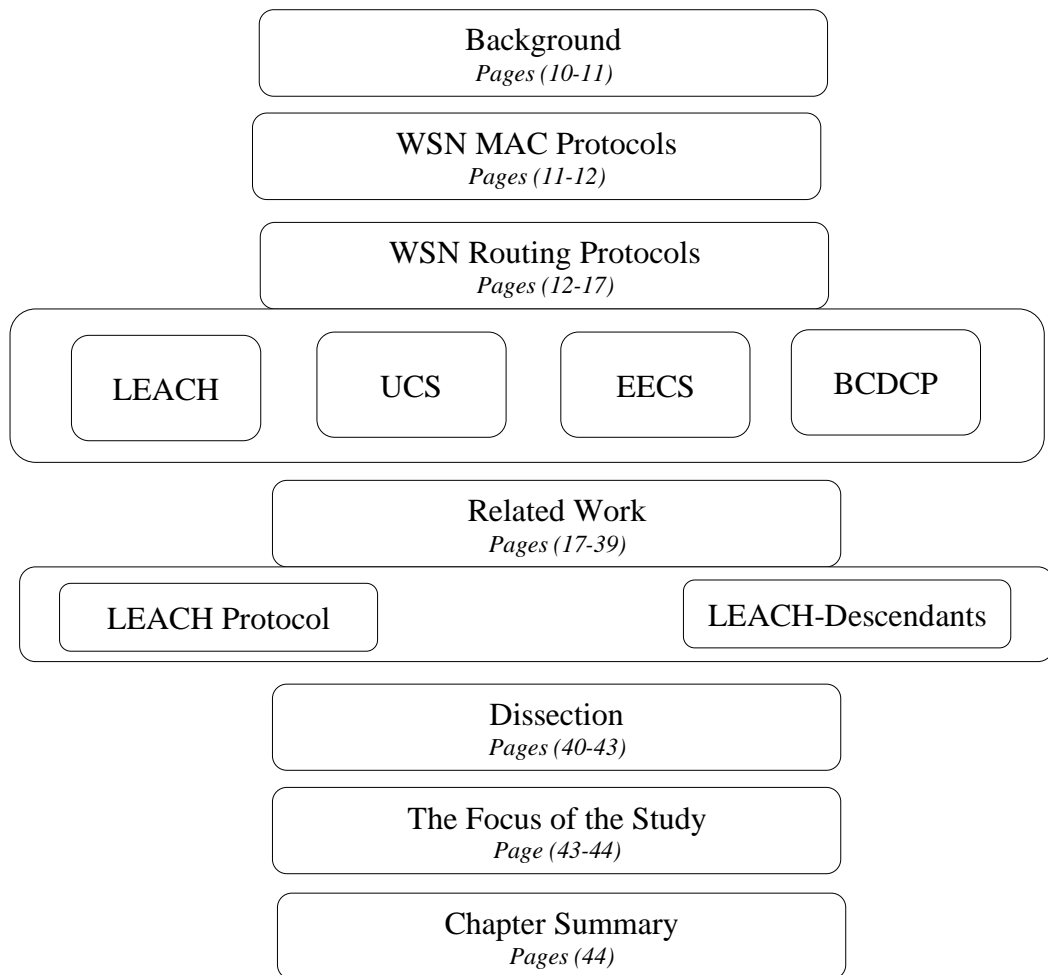 Background
Pages (10-11)
WSN MAC Protocols
Pages (11-12)
WSN Routing Protocols
Pages (12-17)
LEACH
UCS
EECS
BCDCP
Related Work
Pages (17-39)
LEACH Protocol
LEACH-Descendants
Dissection
Pages (40-43)
The Focus of the Study
Page (43-44)
Chapter Summary
Pages (44)